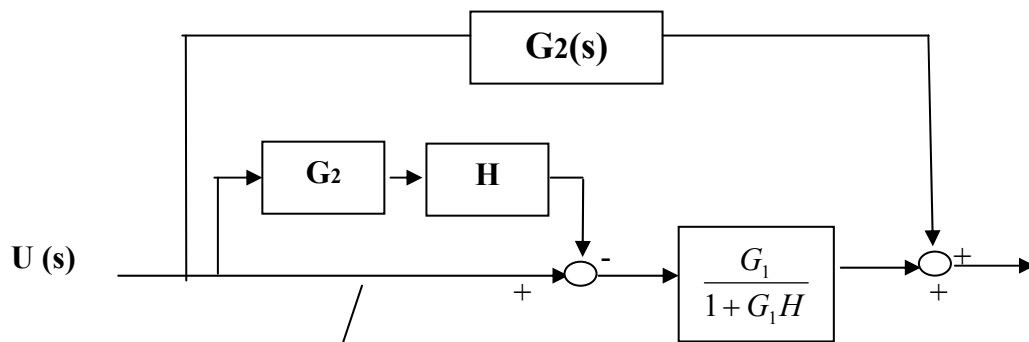 G2(s)
G2
H
U (s)
-
+
G1
1 + G1H
+
+